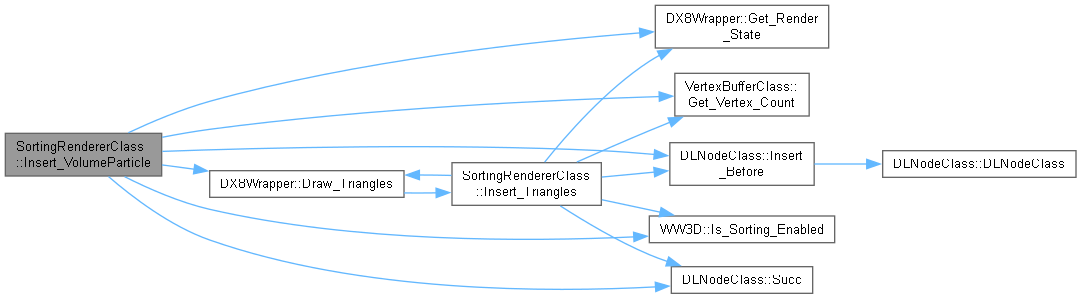 SortingRendererClass
::Insert_VolumeParticle
DX8Wrapper::Draw_Triangles
SortingRendererClass
::Insert_Triangles
DX8Wrapper::Get_Render
_State
VertexBufferClass::
Get_Vertex_Count
DLNodeClass::Insert
_Before
DLNodeClass::DLNodeClass
WW3D::Is_Sorting_Enabled
DLNodeClass::Succ